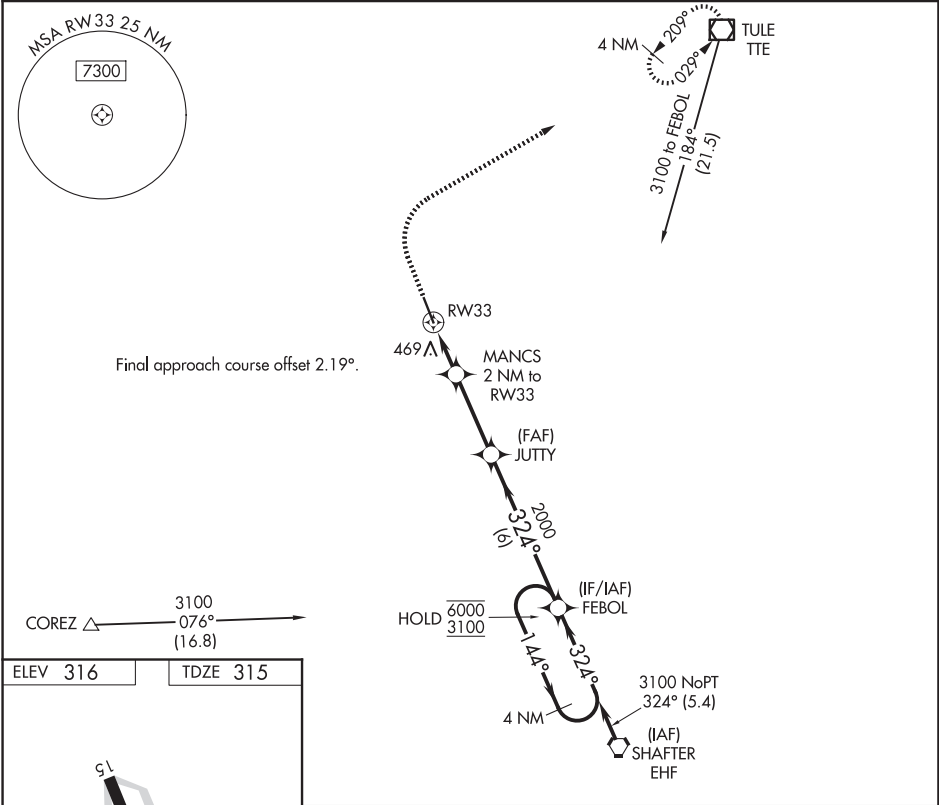 MSA RW33 25 NM
7300
209°
4 NM
029°
TULE
TTE
3100 to FEBOL
184°
(21.5)
RW33
469
MANCS
2 NM to
RW33
Final approach course offset 2.19°.
(FAF)
JUTTY
2000
324°
(6)
(IF/IAF)
FEBOL
HOLD 6000
3100
144°
324°
4 NM
3100 NoPT
324° (5.4)
(IAF)
SHAFTER
EHF
COREZ
3100
076°
(16.8)
ELEV 316
TDZE 315
15